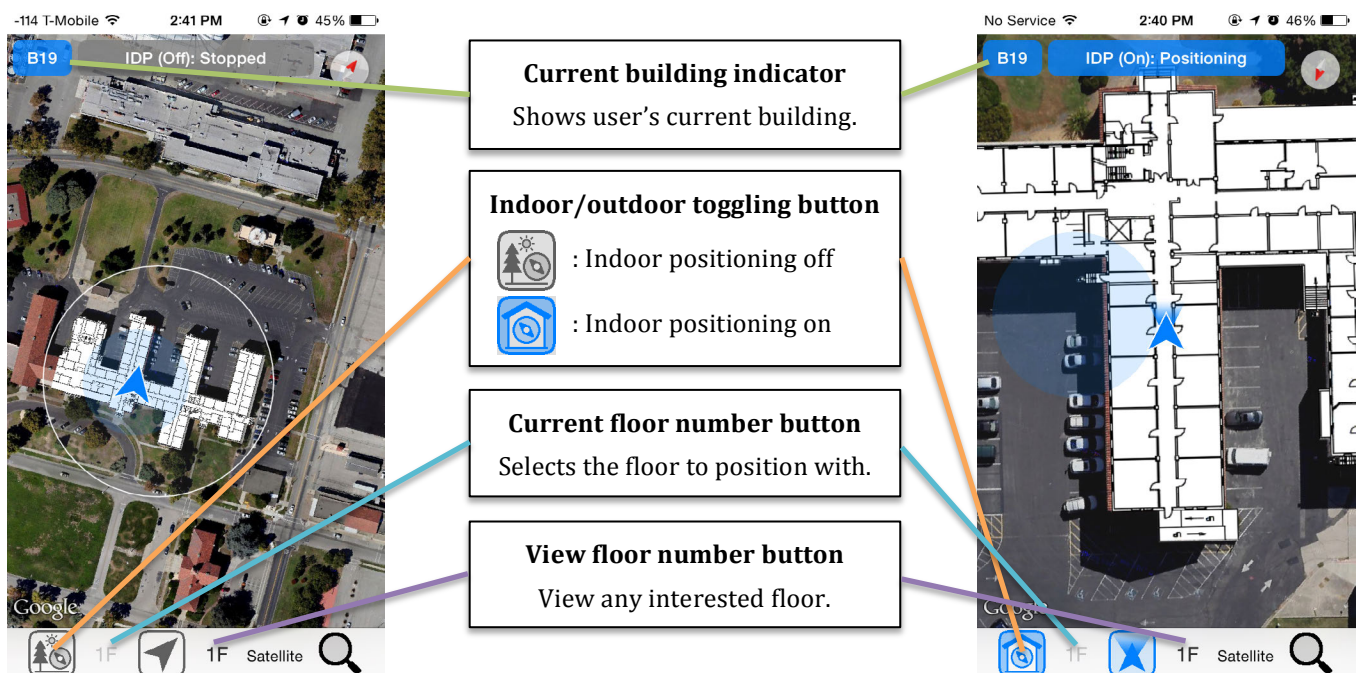 -114 T-Mobile 2:41 PM 45%
B19 IDP (Off): Stopped
Google
1F 1F Satellite
Current building indicator
Shows user’s current building.
Indoor/outdoor toggling button
: Indoor positioning off
: Indoor positioning on
Current floor number button
Selects the floor to position with.
View floor number button
View any interested floor.
No Service 2:40 PM 46%
B19 IDP (On): Positioning
Google
1F 1F Satellite